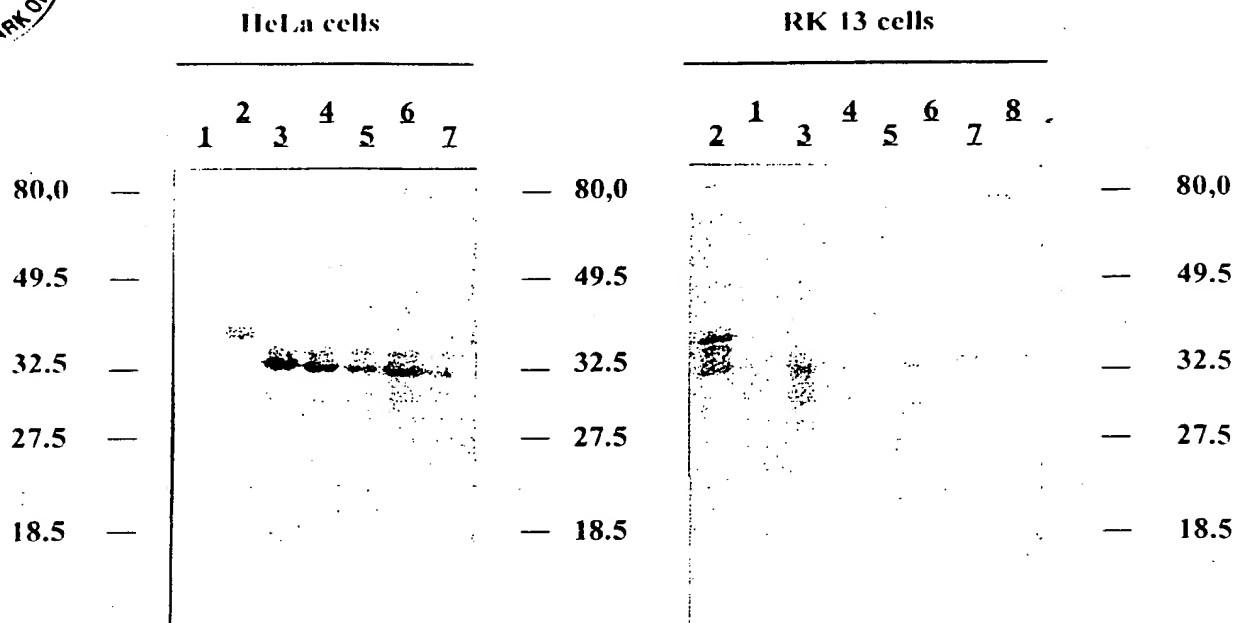 HeLa cells RK 13 cells
2 4 6 1 4 6 8
1 3 5 7 2 3 5 7
80,0 — — 80,0 — 80,0
49.5 — — 49.5 — 49.5
32.5 — — 32.5 — 32.5
27.5 — — 27.5 — 27.5
18.5 — — 18.5 — 18.5